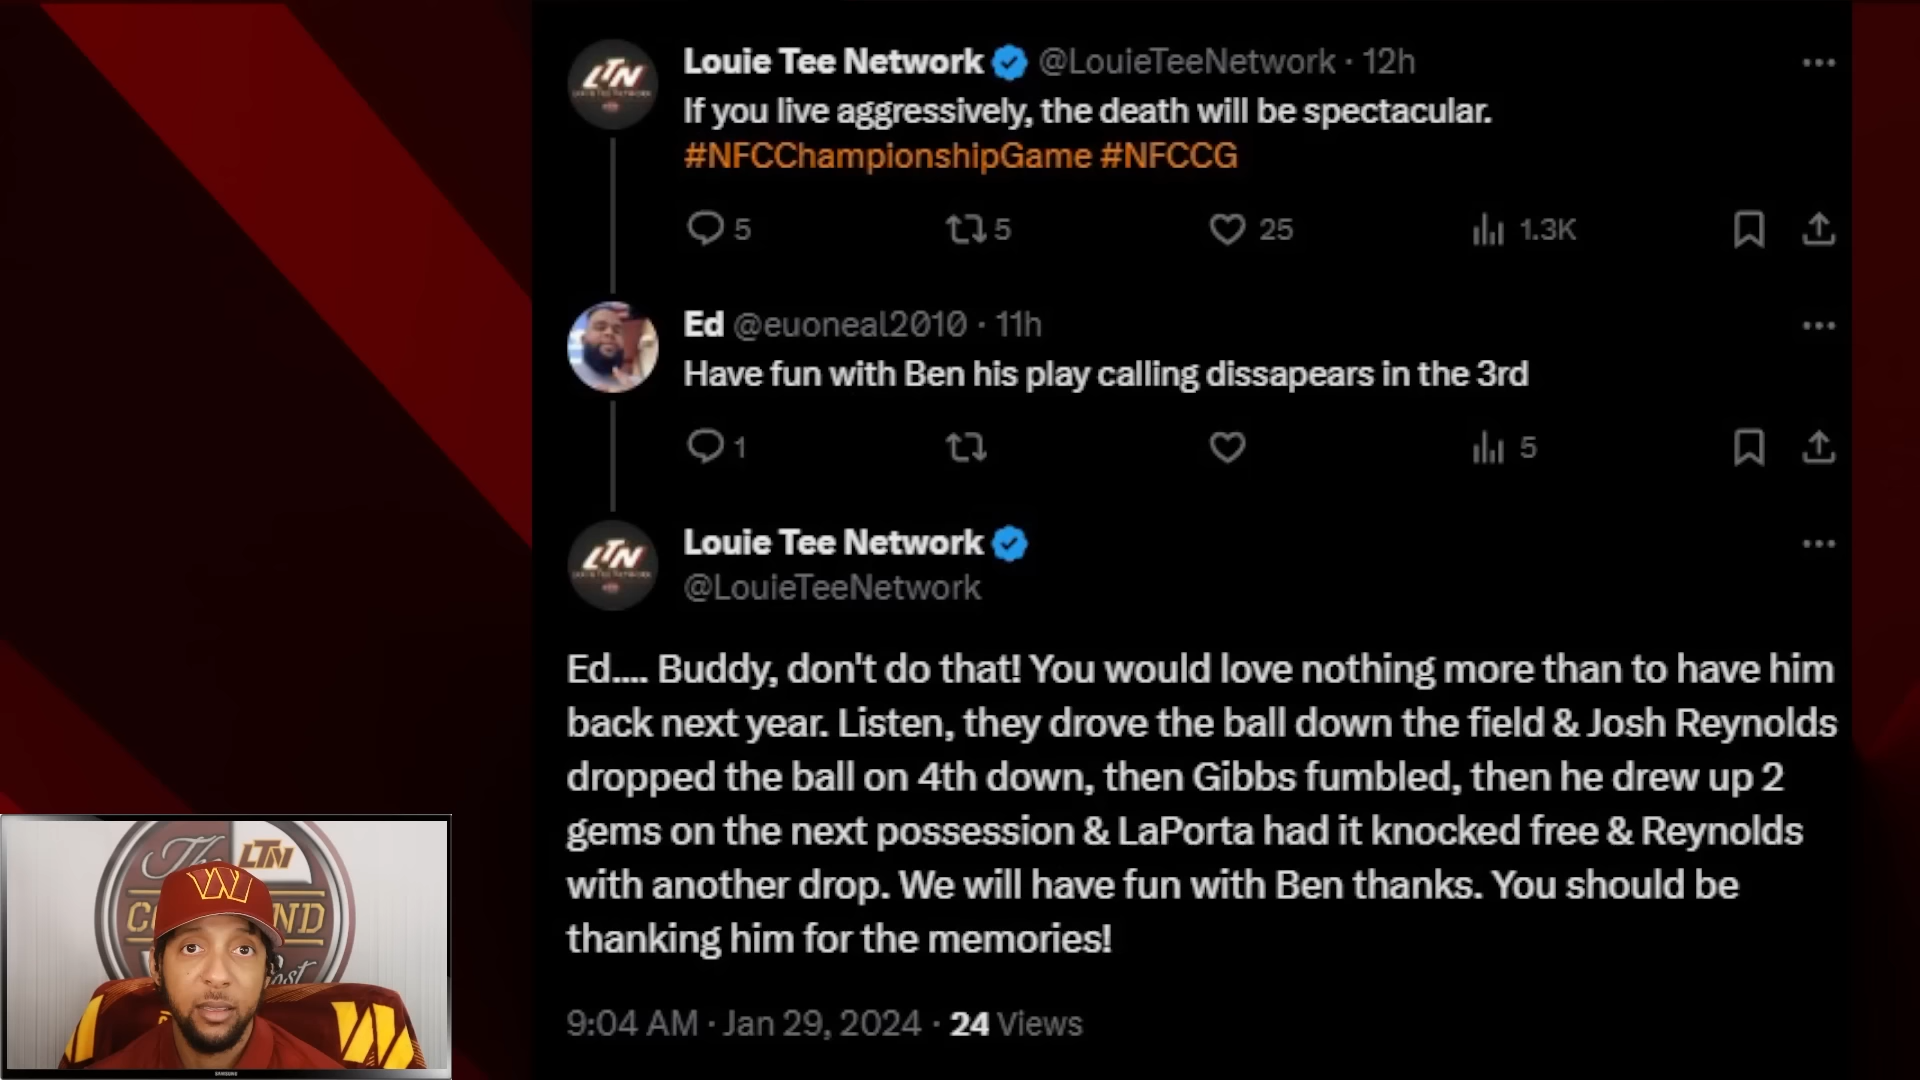 Louie Tee Network @LouieTeeNetwork · 12h
If you live aggressively, the death will be spectacular.
#NFCChampionshipGame #NFCCG
5 5 25 1.3K
Ed @euoneal2010 · 11h
Have fun with Ben his play calling dissapears in the 3rd
1 5
Louie Tee Network
@LouieTeeNetwork
Ed.... Buddy, don't do that! You would love nothing more than to have him
back next year. Listen, they drove the ball down the field & Josh Reynolds
dropped the ball on 4th down, then Gibbs fumbled, then he drew up 2
gems on the next possession & LaPorta had it knocked free & Reynolds
with another drop. We will have fun with Ben thanks. You should be
thanking him for the memories!
9:04 AM · Jan 29, 2024 · 24 Views
LTN
LTN
The LTN
W
SAMSUNG